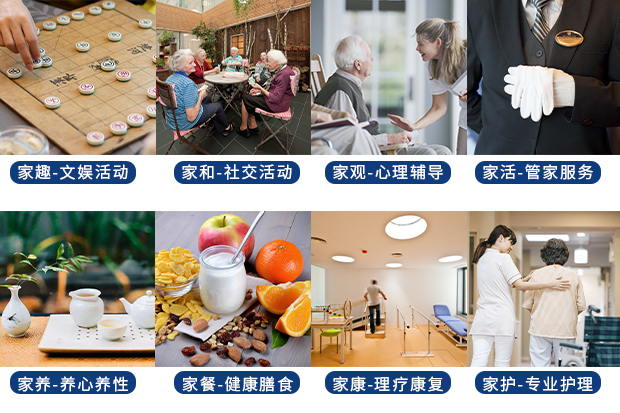 家趣-文娱活动
家和-社交活动
家观-心理辅导
家活-管家服务
家养-养心养性
家餐-健康膳食
家康-理疗康复
家护-专业护理